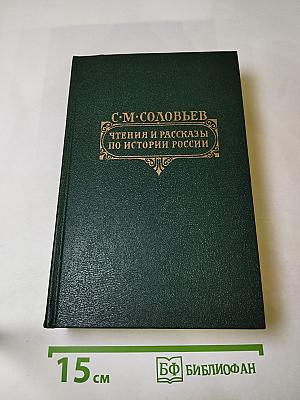 С·М·СОЛОВЬЕВ
ЧТЕНИЯ И РАССКАЗЫ
ПО ИСТОРИИ РОССИИ
15 см
БФ БИБЛИОФАН